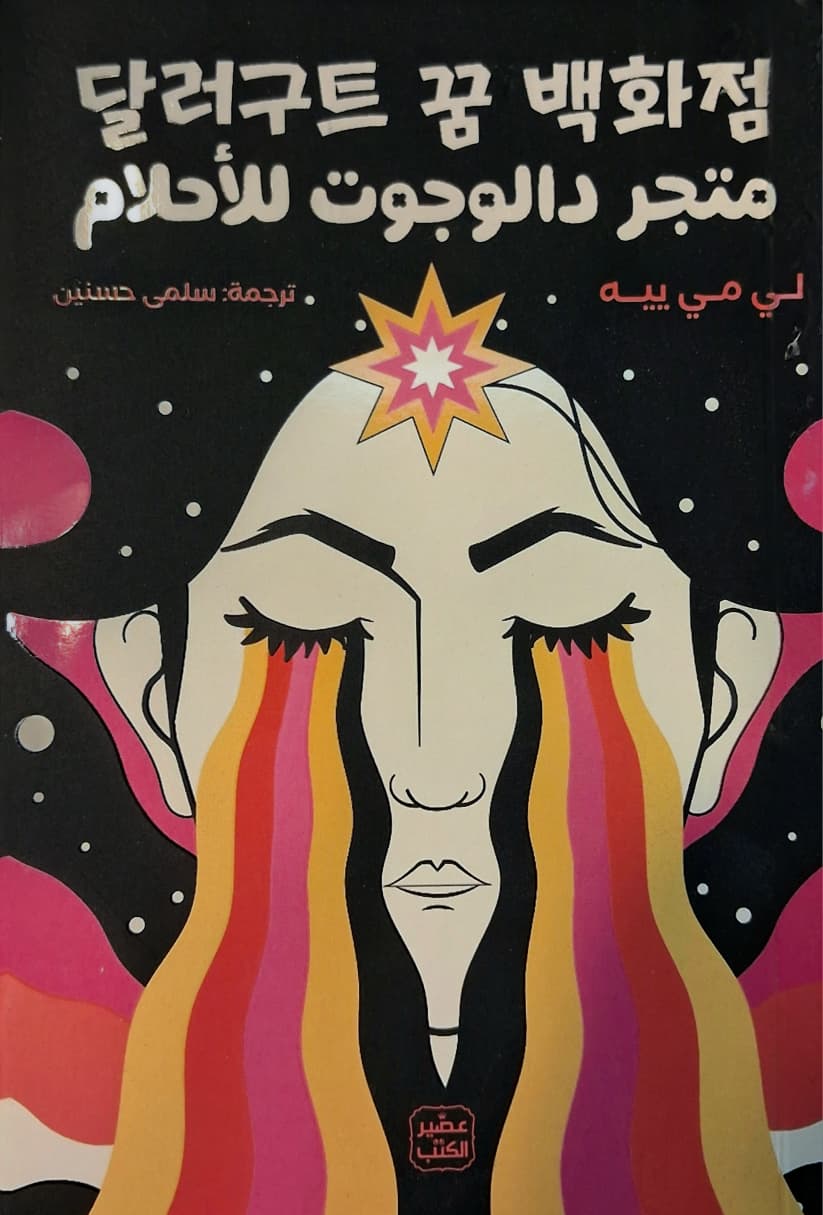 달러구트 꿈 백화점
متجر دالوجوت للأحلام
لي مي ييه
ترجمة: سلمى حسنين
عصير
الكتب